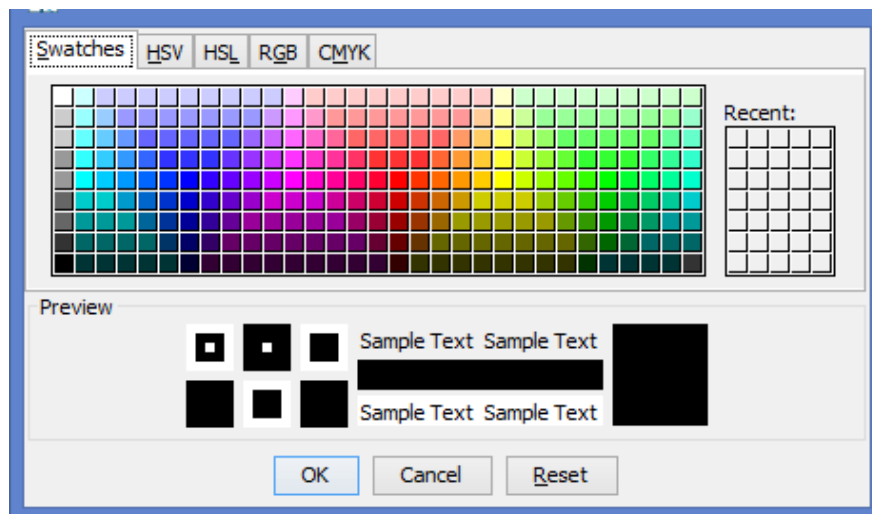 Swatches HSV HSL RGB CMYK
Recent:
Preview
Sample Text Sample Text
Sample Text Sample Text
OK Cancel Reset